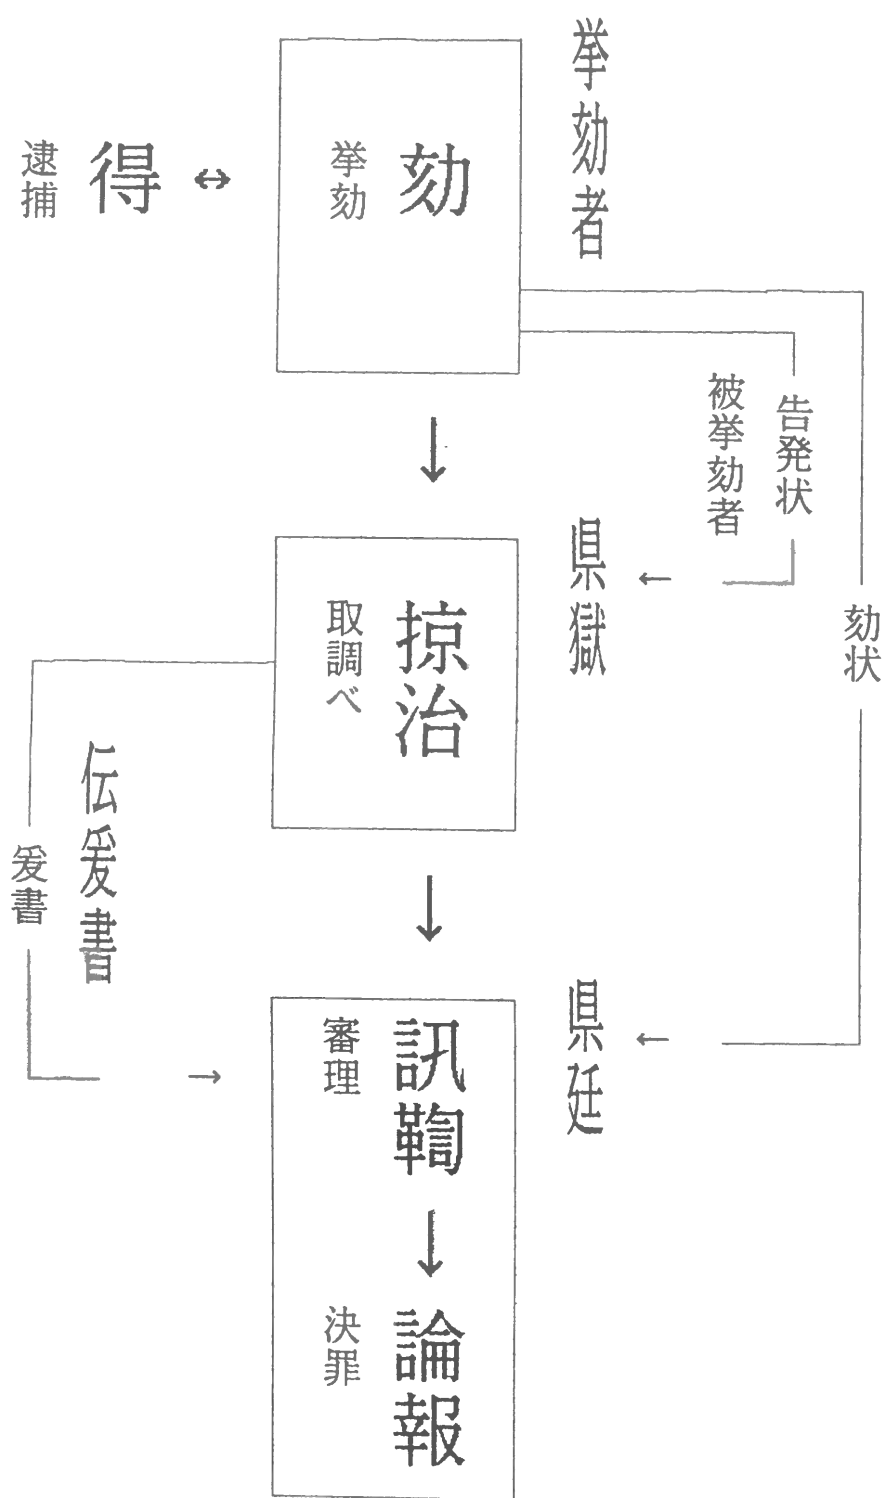 挙劾者
劾
挙劾
↔
得
逮捕
告発状
被挙劾者
劾状
↓
県獄
←
掠治
取調べ
伝爰書
爰書
↓
県廷
←
訊鞫
審理
→
↓
論報
決罪